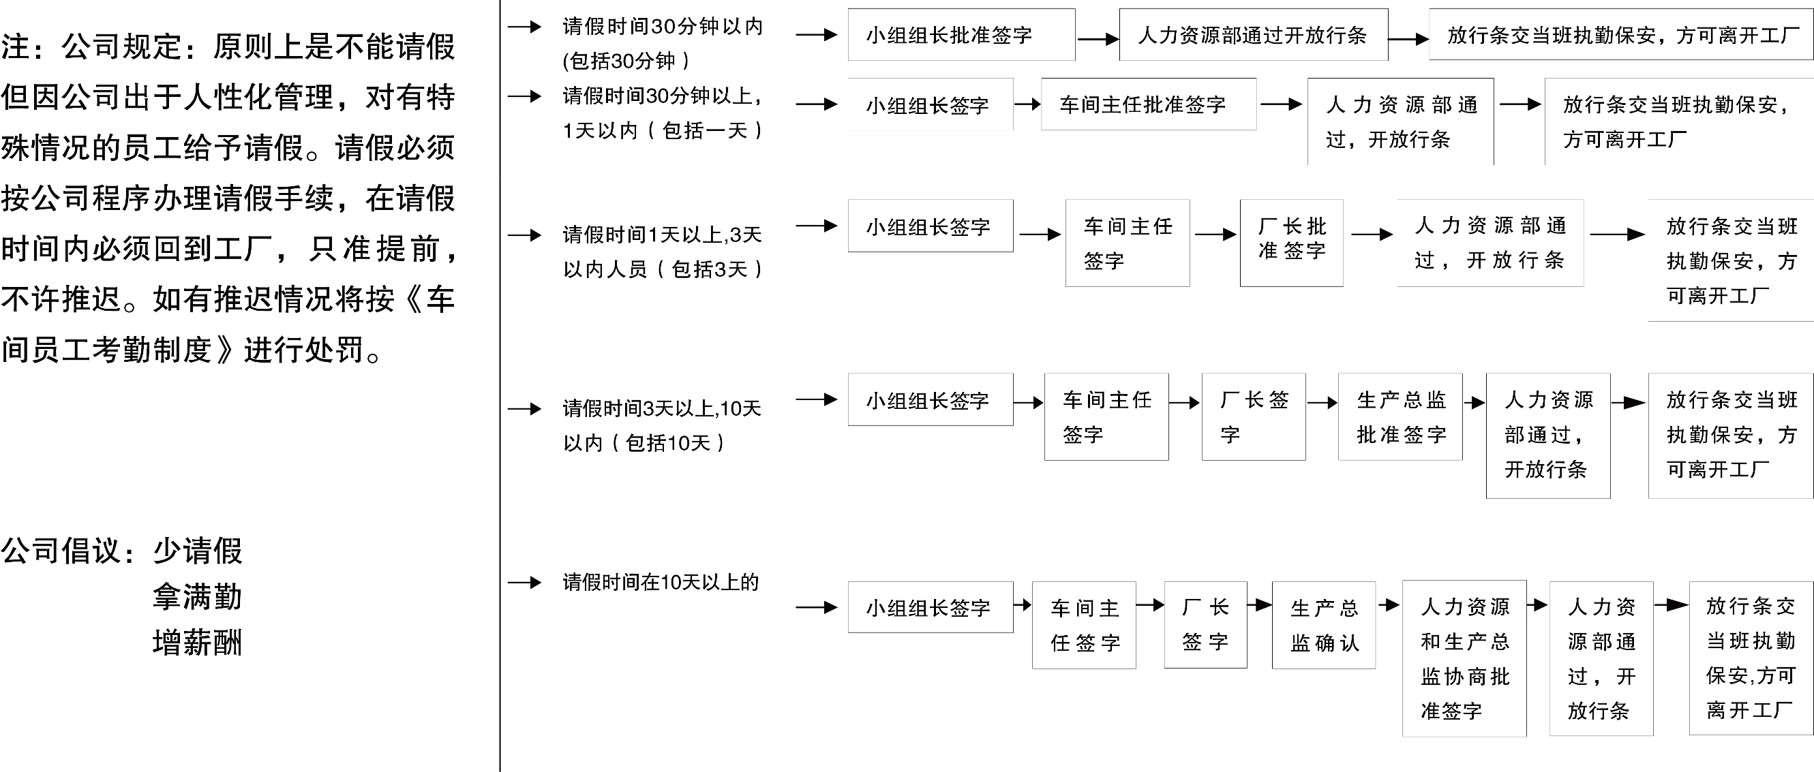 注：公司规定：原则上是不能请假
但因公司出于人性化管理，对有特
殊情况的员工给予请假。请假必须
按公司程序办理请假手续，在请假
时间内必须回到工厂，只准提前，
不许推迟。如有推迟情况将按《车
间员工考勤制度》进行处罚。
公司倡议：少请假
拿满勤
增薪酬
请假时间30分钟以内
(包括30分钟）
小组组长批准签字
人力资源部通过开放行条
放行条交当班执勤保安，方可离开工厂
请假时间30分钟以上，
1天以内（包括一天）
小组组长签字
车间主任批准签字
人力资源部通
过，开放行条
放行条交当班执勤保安，
方可离开工厂
请假时间1天以上,3天
以内人员（包括3天）
小组组长签字
车间主任
签字
厂长批
准签字
人力资源部通
过，开放行条
放行条交当班
执勤保安，方
可离开工厂
请假时间3天以上,10天
以内（包括10天）
小组组长签字
车间主任
签字
厂长签
字
生产总监
批准签字
人力资源
部通过，
开放行条
放行条交当班
执勤保安，方
可离开工厂
请假时间在10天以上的
小组组长签字
车间主
任签字
厂长
签字
生产总
监确认
人力资源
和生产总
监协商批
准签字
人力资
源部通
过，开
放行条
放行条交
当班执勤
保安,方可
离开工厂